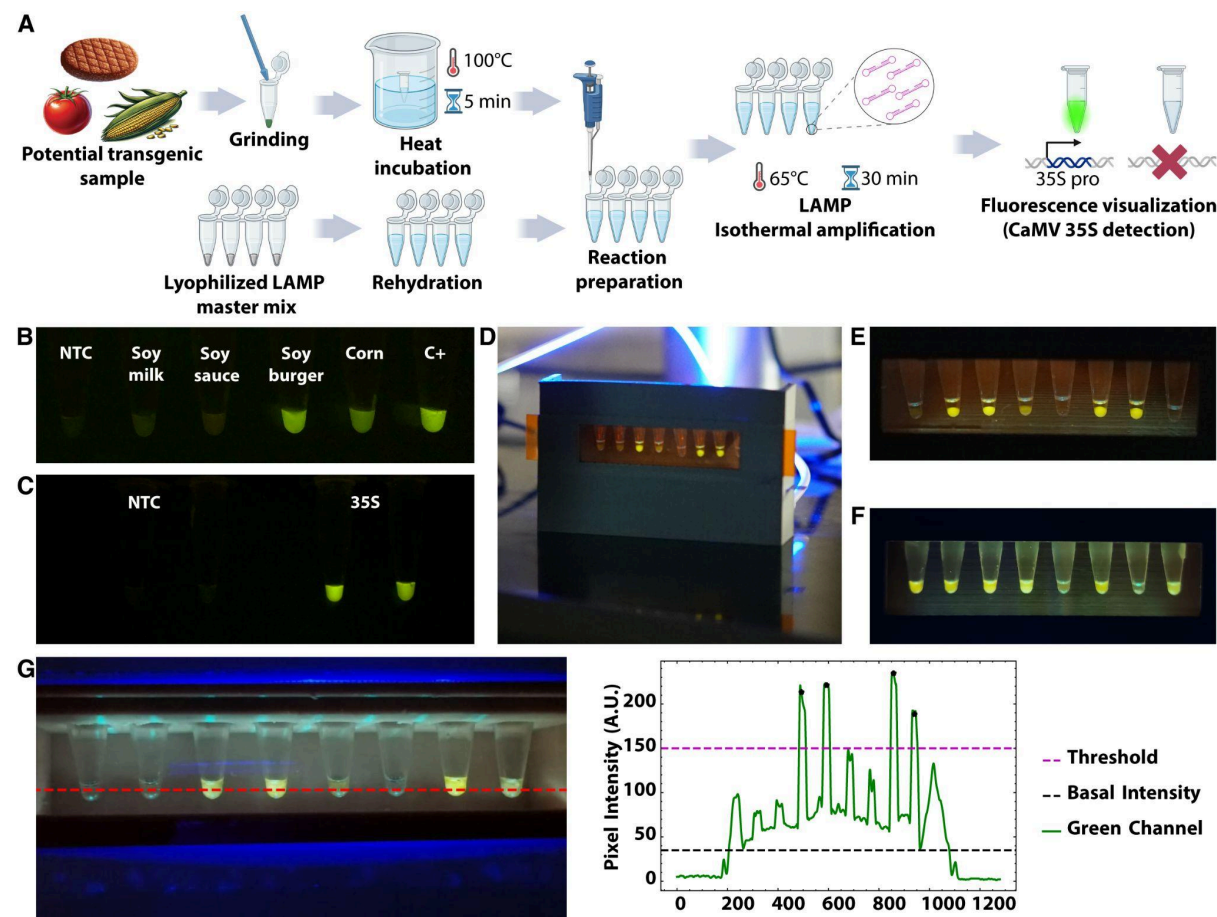 A
100°C
5 min
Grinding
Heat
incubation
Potential transgenic
sample
Lyophilized LAMP
master mix
Rehydration
Reaction
preparation
65°C
30 min
LAMP
Isothermal amplification
35S pro
Fluorescence visualization
(CaMV 35S detection)
B
NTC
Soy
milk
Soy
sauce
Soy
burger
Corn
C+
C
NTC
35S
D
E
F
G
Pixel Intensity (A.U.)
200
150
100
50
0
0
200
400
600
800
1000
1200
Threshold
Basal Intensity
Green Channel